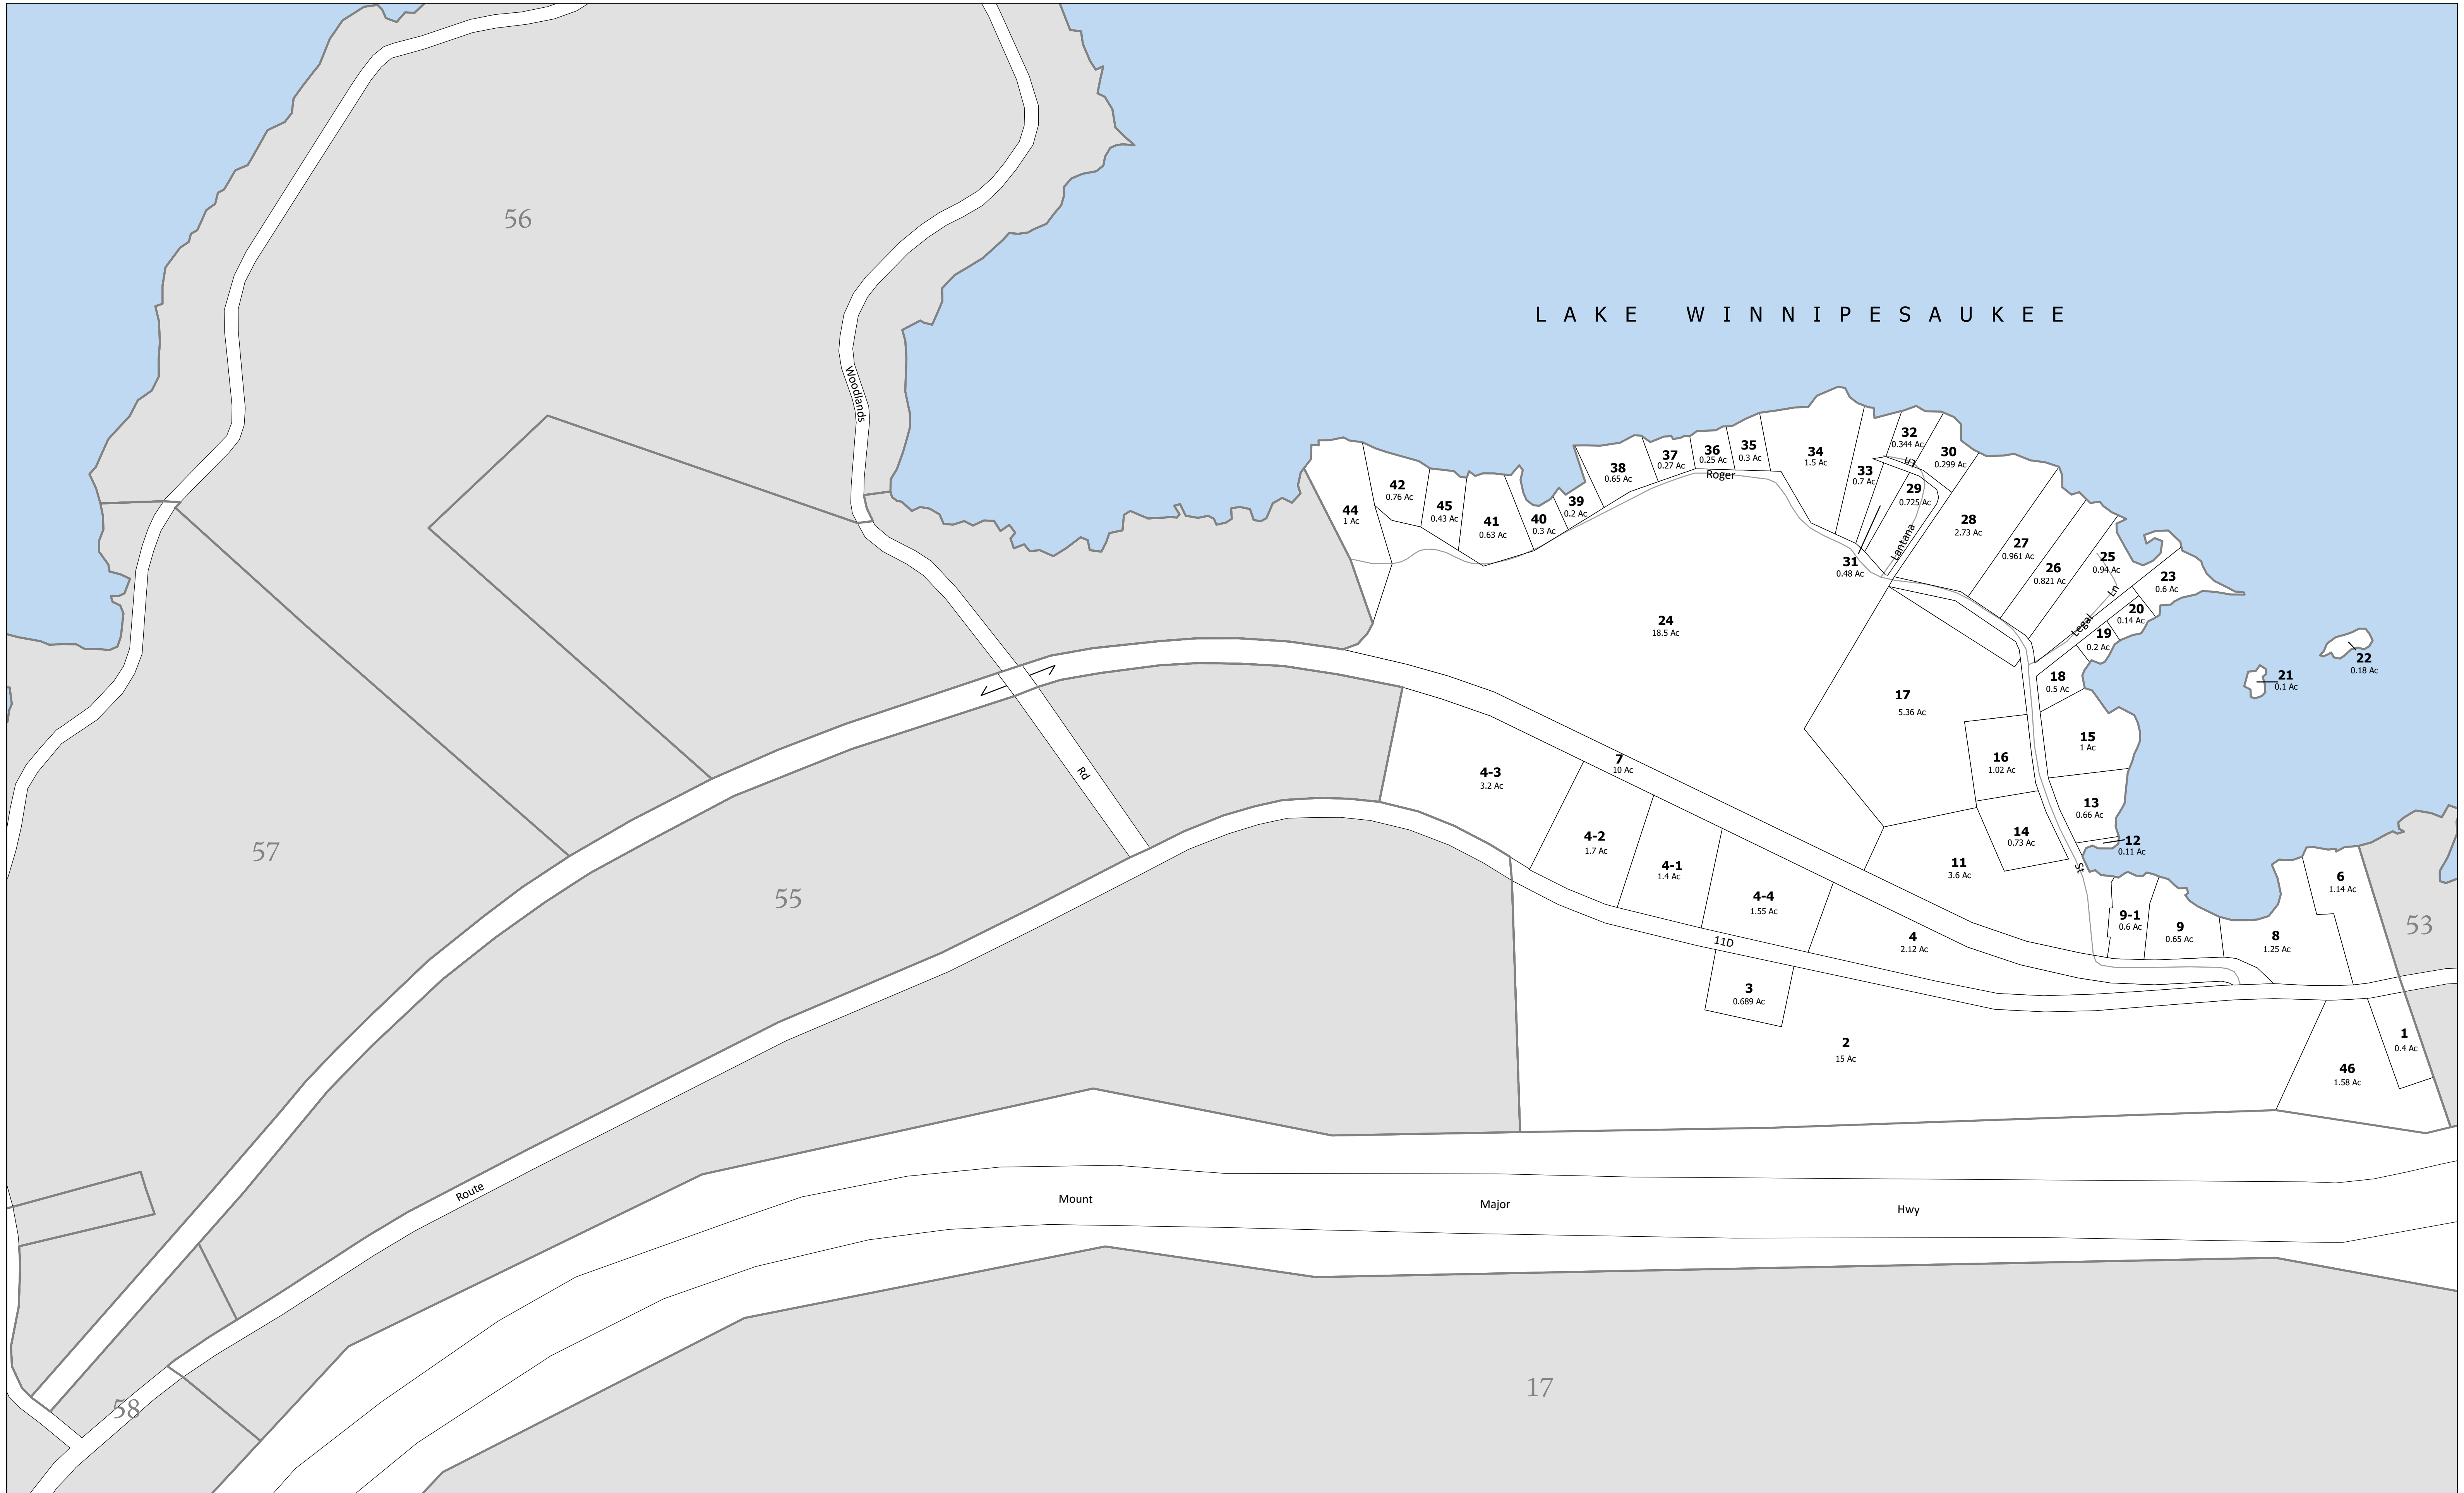 56
LAKE WINNIPESAUKEE
Woodlands
32
0.344 Ac
30
0.299 Ac
34
1.5 Ac
33
0.7 Ac
Ln
29
0.725 Ac
35
0.3 Ac
36
0.25 Ac
37
0.27 Ac
Roger
38
0.65 Ac
39
0.2 Ac
40
0.3 Ac
41
0.63 Ac
45
0.43 Ac
42
0.76 Ac
44
1 Ac
28
2.73 Ac
Lantana
31
0.48 Ac
27
0.961 Ac
26
0.821 Ac
25
0.94 Ac
23
0.6 Ac
Legal
Ln
20
0.14 Ac
19
0.2 Ac
18
0.5 Ac
22
0.18 Ac
21
0.1 Ac
24
18.5 Ac
17
5.36 Ac
15
1 Ac
16
1.02 Ac
13
0.66 Ac
12
0.11 Ac
14
0.73 Ac
St
11
3.6 Ac
7
10 Ac
4-3
3.2 Ac
4-2
1.7 Ac
4-1
1.4 Ac
4-4
1.55 Ac
4
2.12 Ac
Rd
57
55
9-1
0.6 Ac
9
0.65 Ac
8
1.25 Ac
6
1.14 Ac
53
11D
3
0.689 Ac
2
15 Ac
1
0.4 Ac
46
1.58 Ac
Route
Mount Major Hwy
58
17